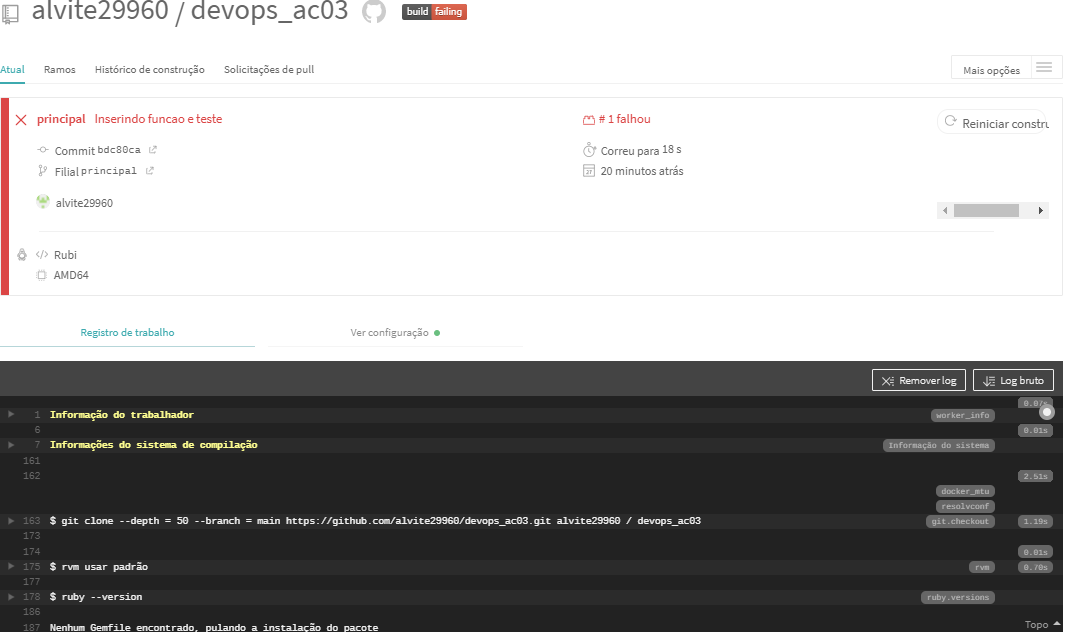 alvite29960 / devops_ac03 build failing
Atual Ramos Histórico de construção Solicitações de pull Mais opções
principal Inserindo funcao e teste # 1 falhou Reiniciar constru
Commit bdc80ca Correu para 18 s
Filial principal 20 minutos atrás
alvite29960
</> Rubi
AMD64
Registro de trabalho Ver configuração
Remover log Log bruto
0.07s
1 Informação do trabalhador worker_info
6 0.01s
7 Informações do sistema de compilação Informação do sistema
161
162 2.51s
docker_mtu
resolvconf
163 $ git clone --depth = 50 --branch = main https://github.com/alvite29960/devops_ac03.git alvite29960 / devops_ac03 git.checkout 1.19s
173
174 0.01s
175 $ rvm usar padrão rvm 0.70s
177
178 $ ruby --version ruby.versions
186
187 Nenhum Gemfile encontrado, pulando a instalação do pacote
Topo